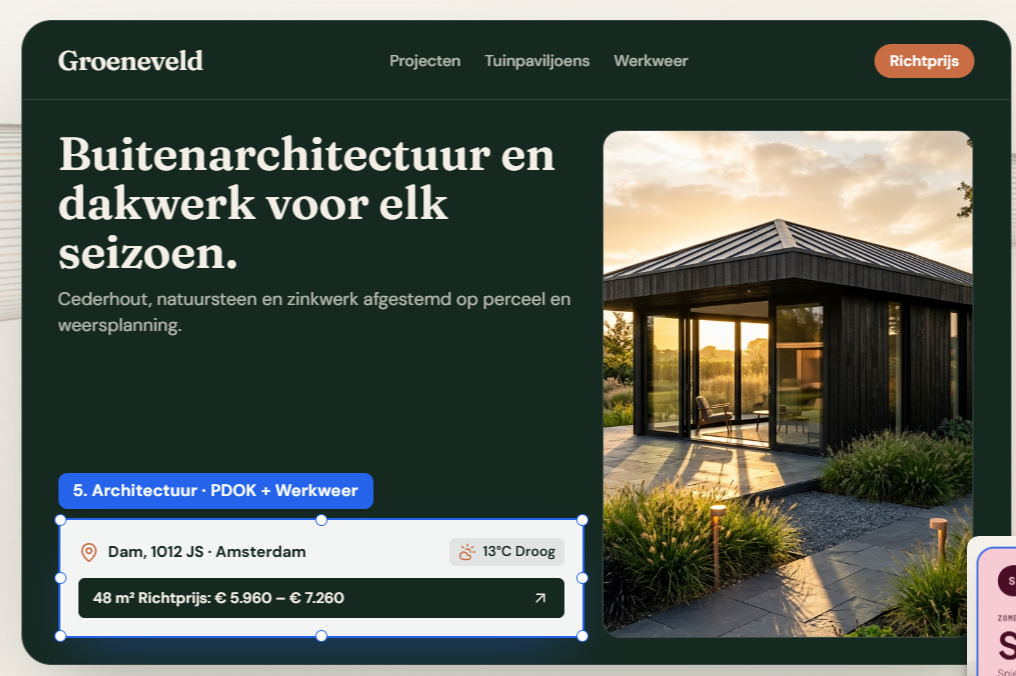 Groeneveld
Projecten
Tuinpaviljoens
Werkweer
Richtprijs
Buitenarchitectuur en
dakwerk voor elk
seizoen.
Cederhout, natuursteen en zinkwerk afgestemd op perceel en
weersplanning.
5. Architectuur · PDOK + Werkweer
Dam, 1012 JS · Amsterdam
13°C Droog
48 m² Richtprijs: € 5.960 – € 7.260